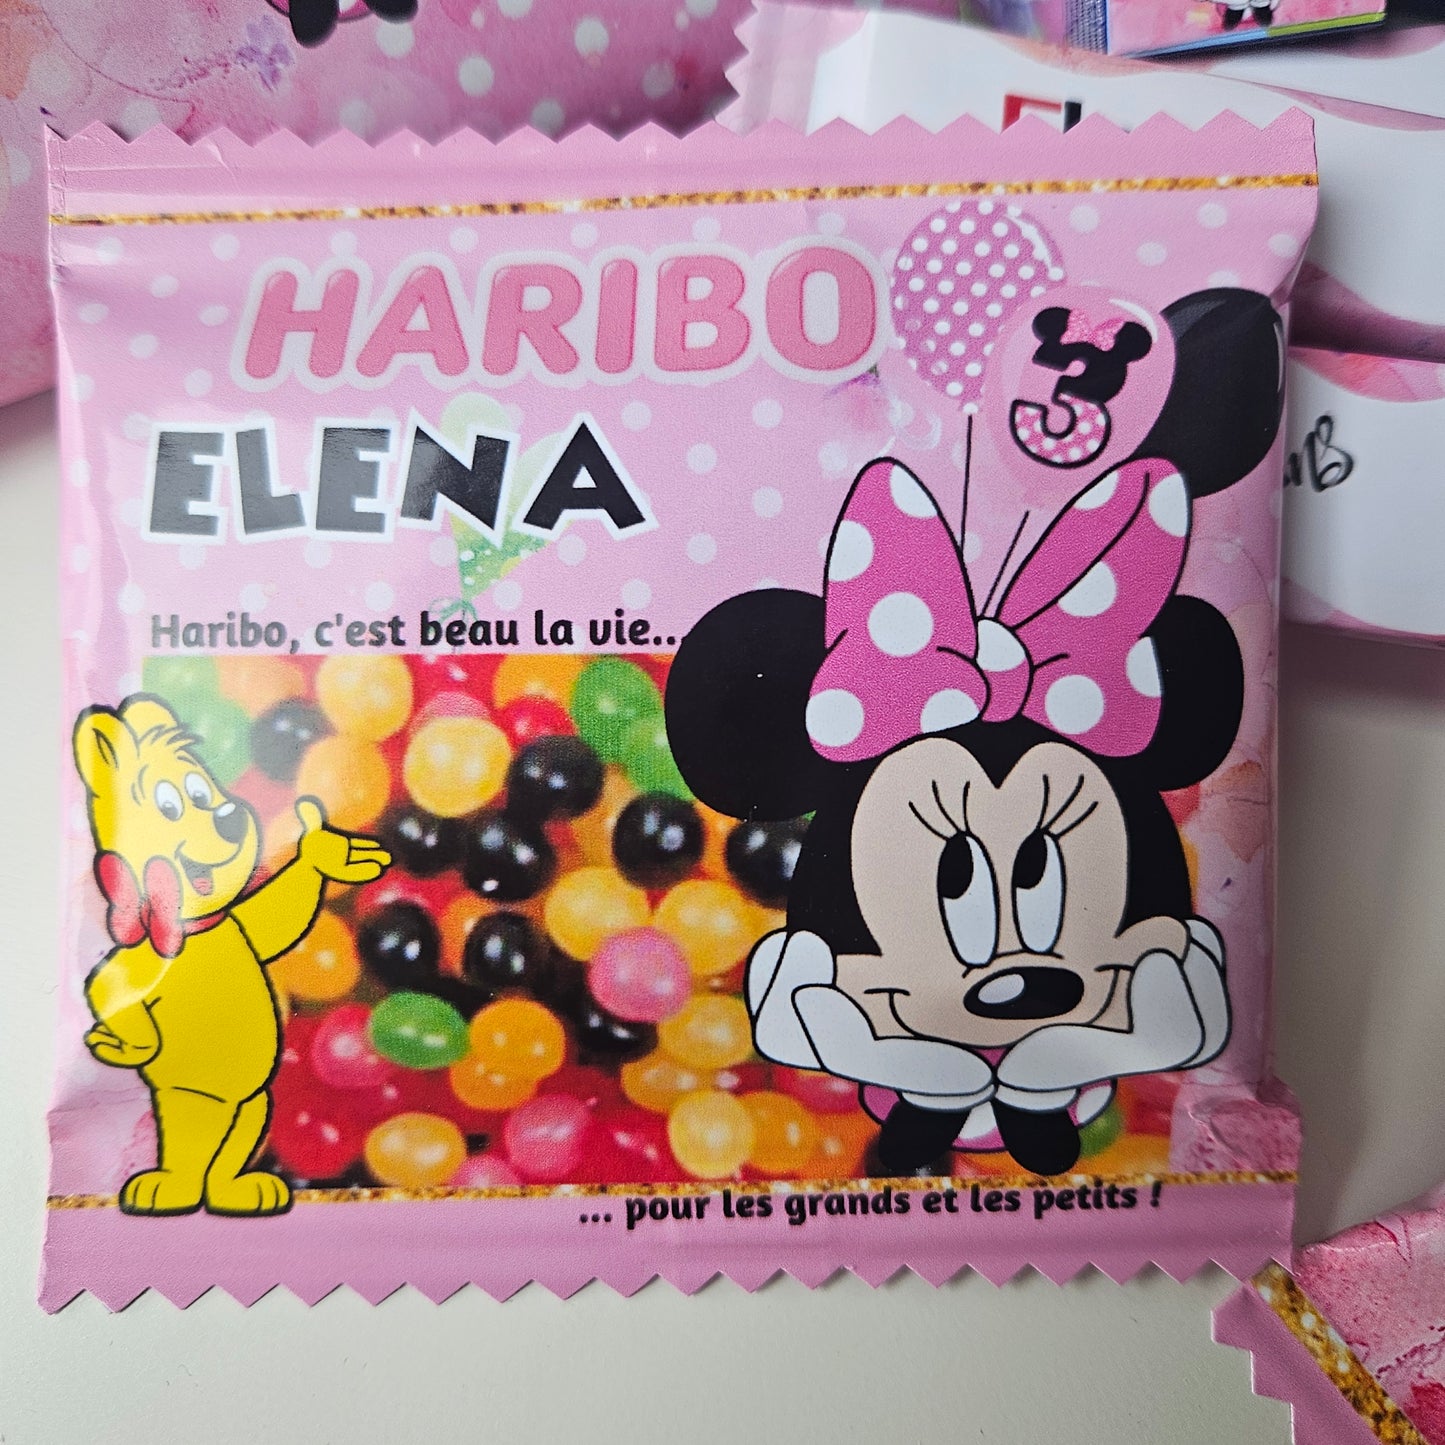 HARIBO
3
ELENA
Haribo, c'est beau la vie...
... pour les grands et les petits !